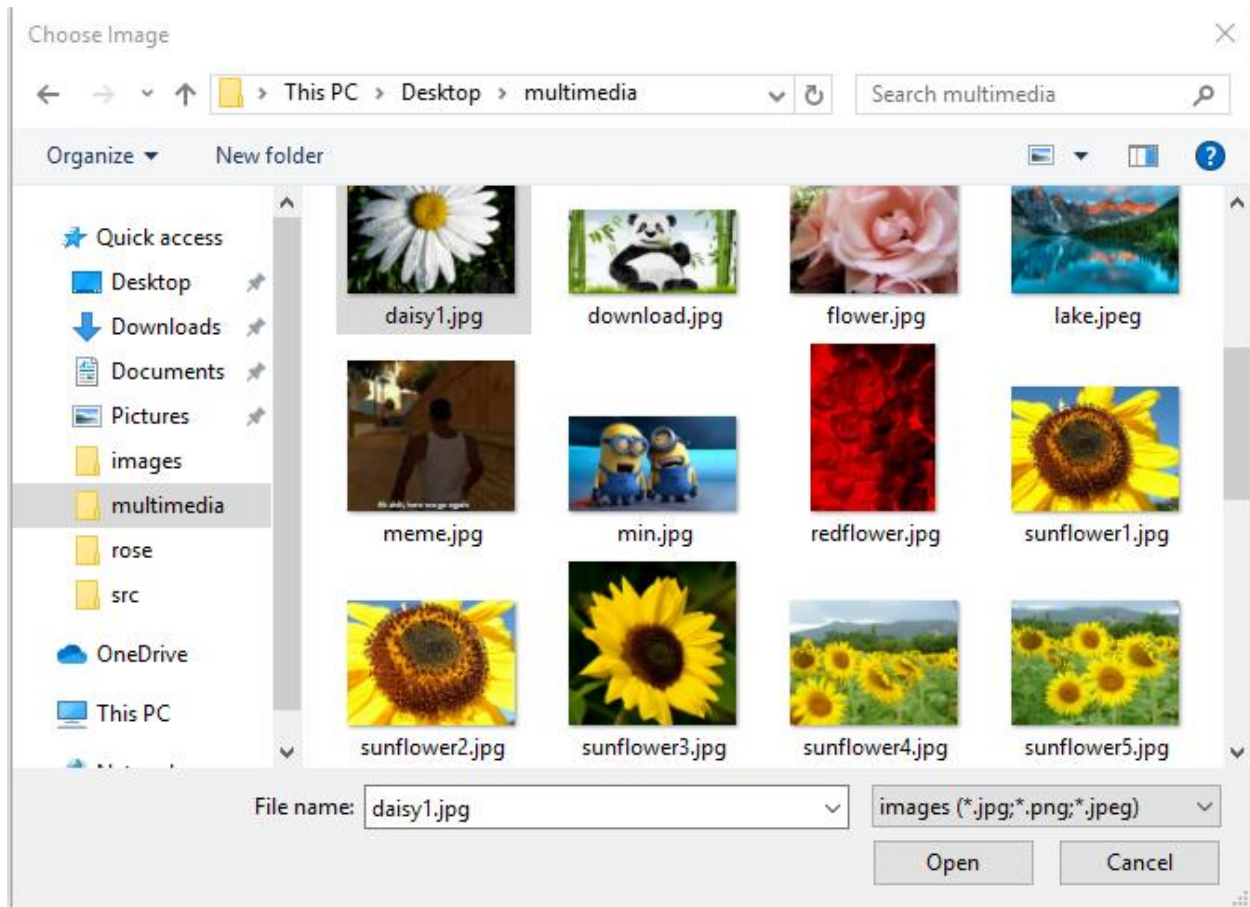 Choose Image
This PC > Desktop > multimedia
Search multimedia
Organize
New folder
Quick access
Desktop
Downloads
Documents
Pictures
images
multimedia
rose
src
OneDrive
This PC
daisy1.jpg
download.jpg
flower.jpg
lake.jpeg
meme.jpg
min.jpg
redflower.jpg
sunflower1.jpg
sunflower2.jpg
sunflower3.jpg
sunflower4.jpg
sunflower5.jpg
File name: daisy1.jpg
images (*.jpg;*.png;*.jpeg)
Open
Cancel